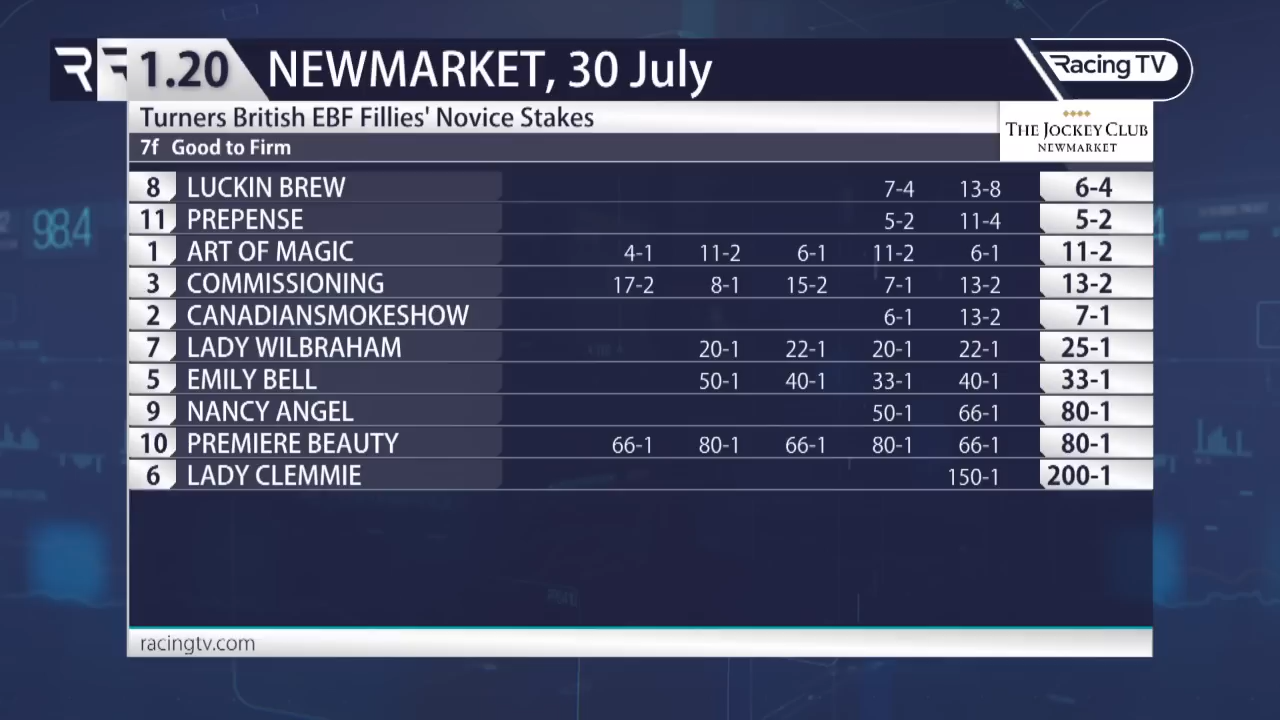 1.20 NEWMARKET, 30 July
Racing TV
Turners British EBF Fillies' Novice Stakes
THE JOCKEY CLUB
NEWMARKET
7f Good to Firm
8 LUCKIN BREW 7-4 13-8 6-4
11 PREPENSE 5-2 11-4 5-2
1 ART OF MAGIC 4-1 11-2 6-1 11-2 6-1 11-2
3 COMMISSIONING 17-2 8-1 15-2 7-1 13-2 13-2
2 CANADIANSMOKESHOW 6-1 13-2 7-1
7 LADY WILBRAHAM 20-1 22-1 20-1 22-1 25-1
5 EMILY BELL 50-1 40-1 33-1 40-1 33-1
9 NANCY ANGEL 50-1 66-1 80-1
10 PREMIERE BEAUTY 66-1 80-1 66-1 80-1 66-1 80-1
6 LADY CLEMMIE 150-1 200-1
98.4
racingtv.com